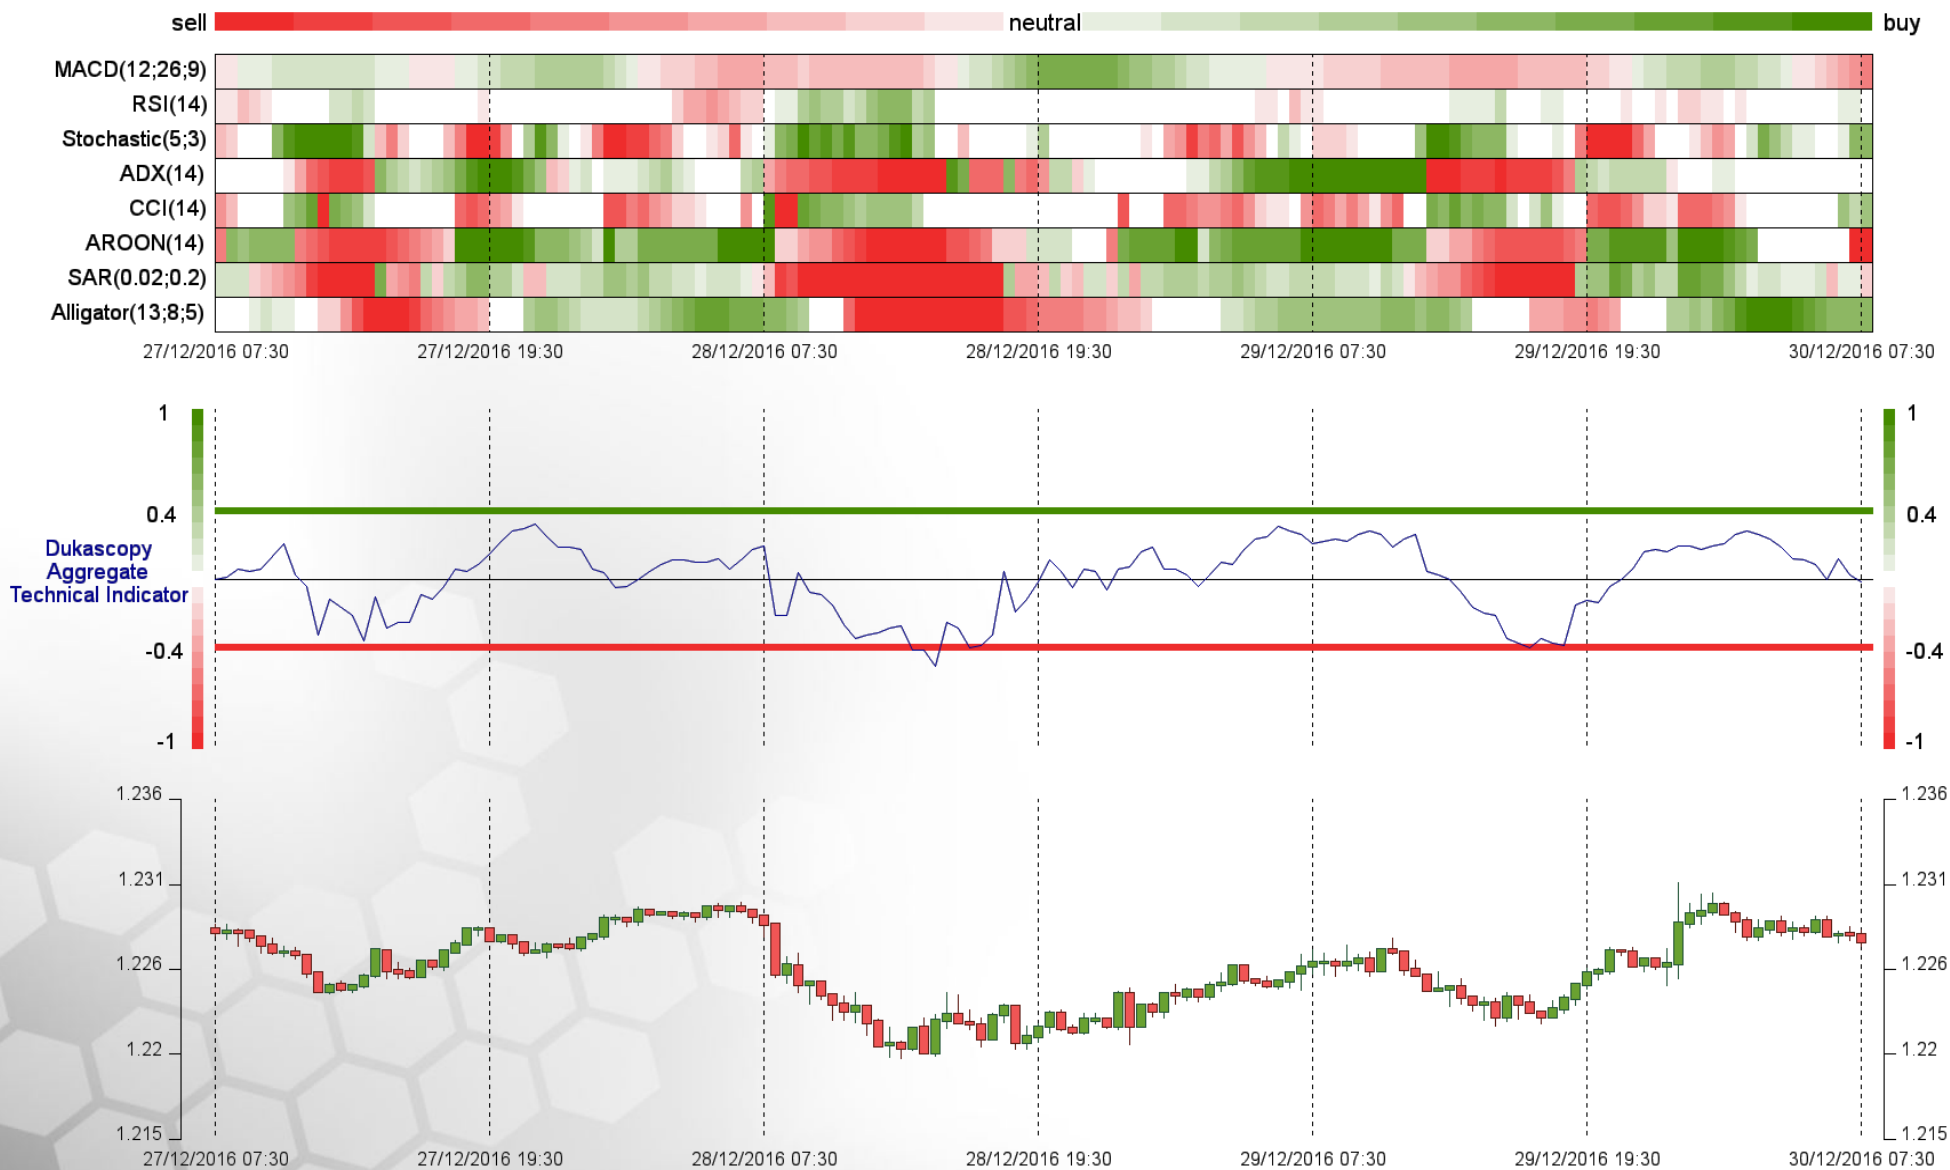 sell neutral buy
MACD(12;26;9)
RSI(14)
Stochastic(5;3)
ADX(14)
CCI(14)
AROON(14)
SAR(0.02;0.2)
Alligator(13;8;5)
27/12/2016 07:30 27/12/2016 19:30 28/12/2016 07:30 28/12/2016 19:30 29/12/2016 07:30 29/12/2016 19:30 30/12/2016 07:30
1 1
0.4 0.4
Dukascopy
Aggregate
Technical Indicator
-0.4 -0.4
-1 -1
1.236 1.236
1.231 1.231
1.226 1.226
1.22 1.22
1.215 1.215
27/12/2016 07:30 27/12/2016 19:30 28/12/2016 07:30 28/12/2016 19:30 29/12/2016 07:30 29/12/2016 19:30 30/12/2016 07:30